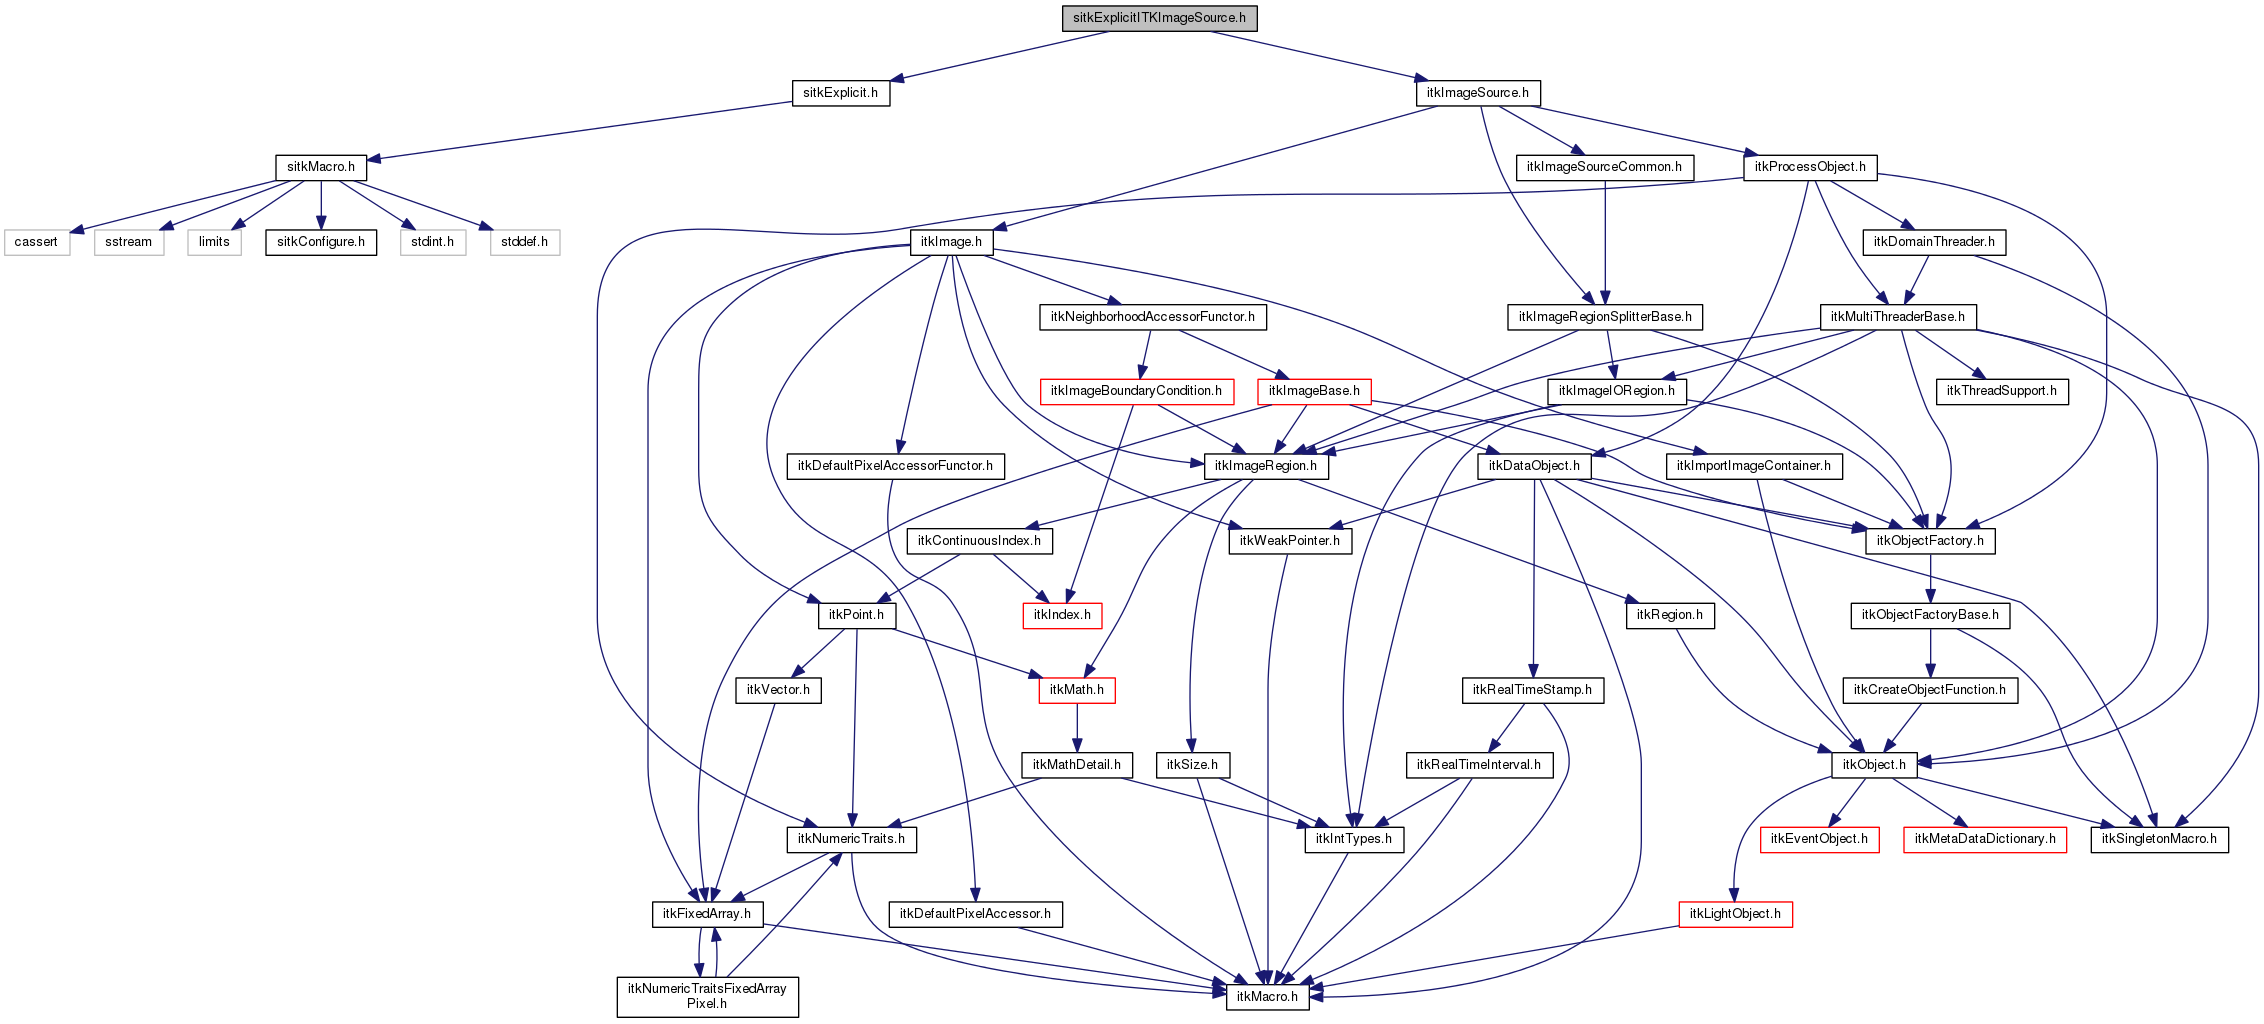 sitkExplicitITKImageSource.h
sitkExplicit.h
itkImageSource.h
sitkMacro.h
itkImageSourceCommon.h
itkProcessObject.h
cassert
sstream
limits
sitkConfigure.h
stdint.h
stddef.h
itkImage.h
itkDomainThreader.h
itkNeighborhoodAccessorFunctor.h
itkImageRegionSplitterBase.h
itkMultiThreaderBase.h
itkImageBoundaryCondition.h
itkImageBase.h
itkImageIORegion.h
itkThreadSupport.h
itkDefaultPixelAccessorFunctor.h
itkImageRegion.h
itkDataObject.h
itkImportImageContainer.h
itkContinuousIndex.h
itkWeakPointer.h
itkObjectFactory.h
itkPoint.h
itkIndex.h
itkRegion.h
itkObjectFactoryBase.h
itkVector.h
itkMath.h
itkRealTimeStamp.h
itkCreateObjectFunction.h
itkMathDetail.h
itkSize.h
itkRealTimeInterval.h
itkObject.h
itkNumericTraits.h
itkIntTypes.h
itkEventObject.h
itkMetaDataDictionary.h
itkSingletonMacro.h
itkFixedArray.h
itkDefaultPixelAccessor.h
itkLightObject.h
itkNumericTraitsFixedArray
Pixel.h
itkMacro.h